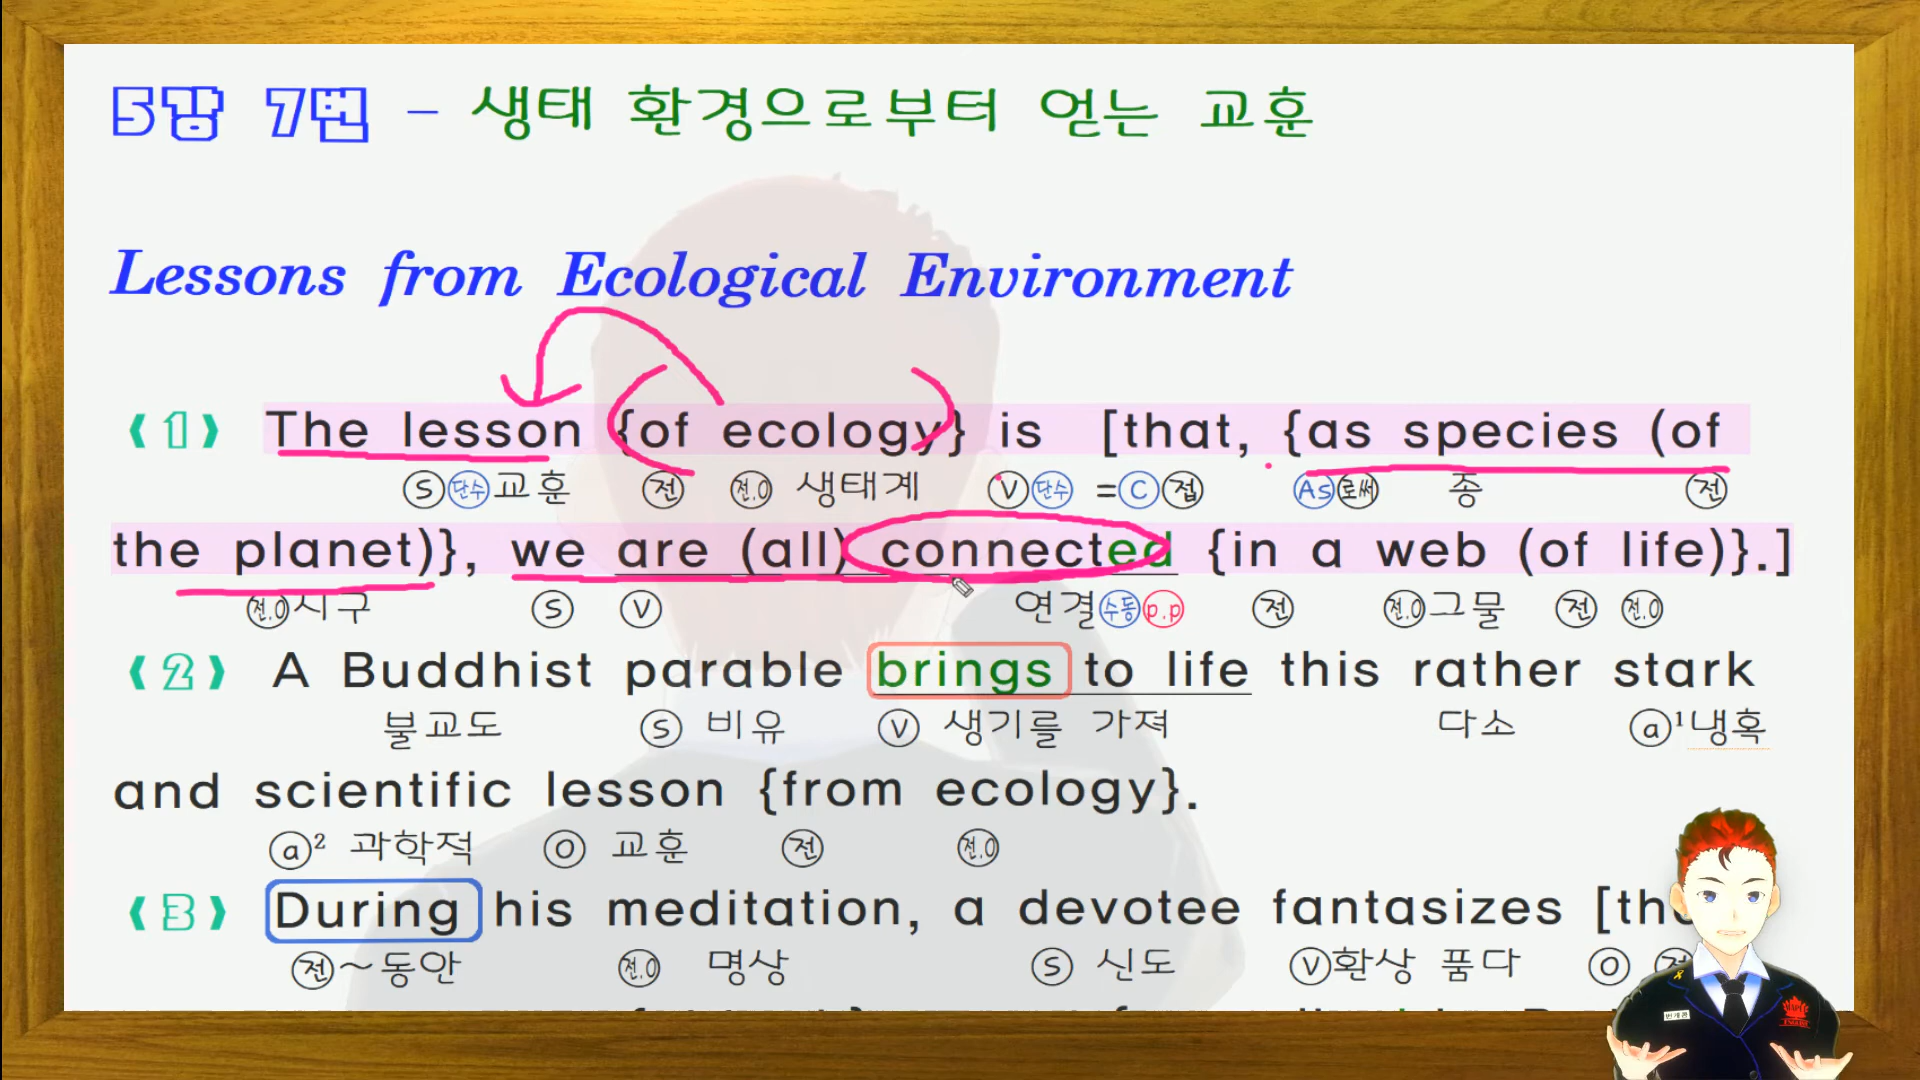 5강 7번 – 생태 환경으로부터 얻는 교훈
Lessons from Ecological Environment
❪1❫ The lesson {of ecology} is [that, {as species (of
Ⓢ 단수 교훈 전 전.O 생태계 Ⓥ 단수 =Ⓒ 접 As 로써 종 전
the planet)}, we are (all) connected {in a web (of life)}.]
전.O 지구 Ⓢ Ⓥ 연결 수동 p.p 전 전.O 그물 전 전.O
❪2❫ A Buddhist parable brings to life this rather stark
불교도 Ⓢ 비유 Ⓥ 생기를 가져 다소 ⓐ¹냉혹
and scientific lesson {from ecology}.
ⓐ² 과학적 Ⓞ 교훈 전 전.O
❪3❫ During his meditation, a devotee fantasizes [th
전 ~동안 전.O 명상 Ⓢ 신도 Ⓥ환상 품다 Ⓞ